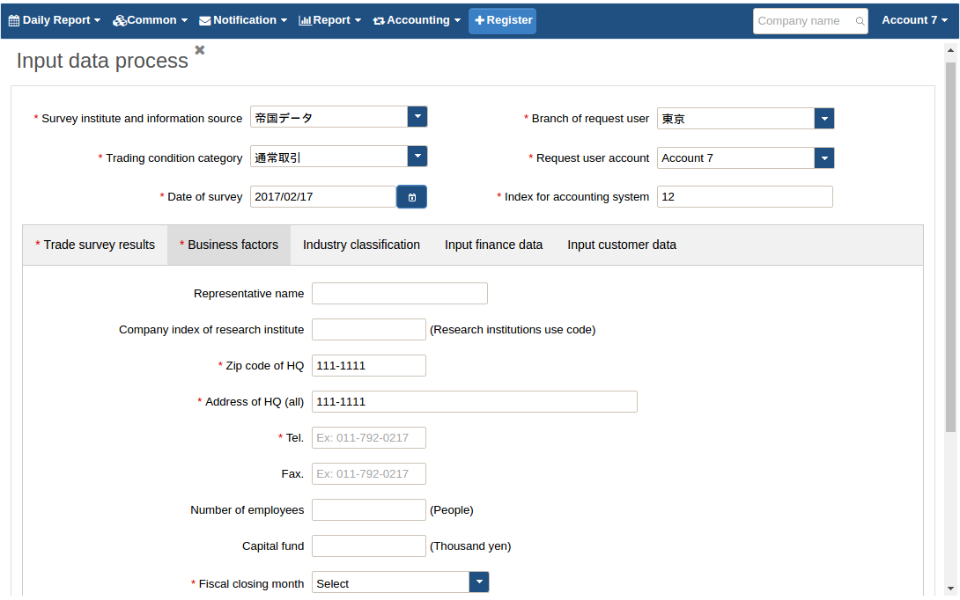 Daily Report Common Notification Report Accounting Register Company name Account 7
Input data process
* Survey institute and information source 帝国データ * Branch of request user 東京
* Trading condition category 通常取引 * Request user account Account 7
* Date of survey 2017/02/17 * Index for accounting system 12
* Trade survey results * Business factors Industry classification Input finance data Input customer data
Representative name
Company index of research institute (Research institutions use code)
* Zip code of HQ 111-1111
* Address of HQ (all) 111-1111
* Tel. Ex: 011-792-0217
Fax. Ex: 011-792-0217
Number of employees (People)
Capital fund (Thousand yen)
* Fiscal closing month Select